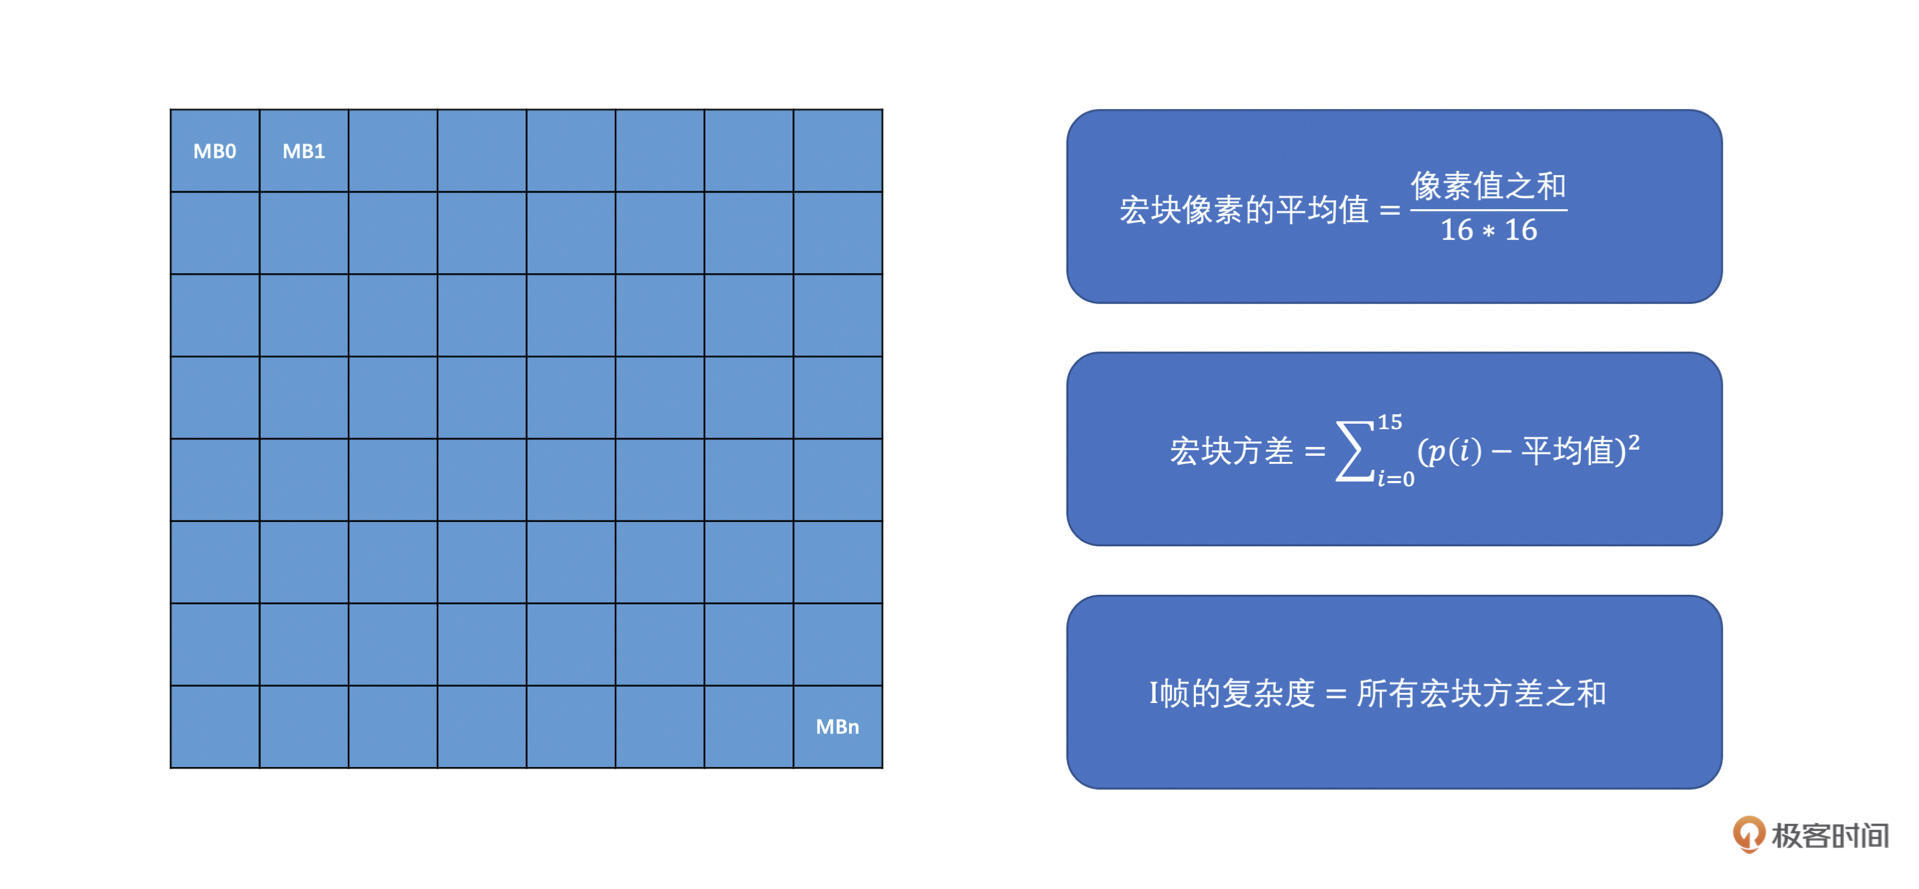 MB0 MB1
MBn
宏块像素的平均值 = 像素值之和 / 16 * 16
宏块方差 = ∑_{i=0}^{15} (p(i) − 平均值)²
I帧的复杂度 = 所有宏块方差之和
极客时间